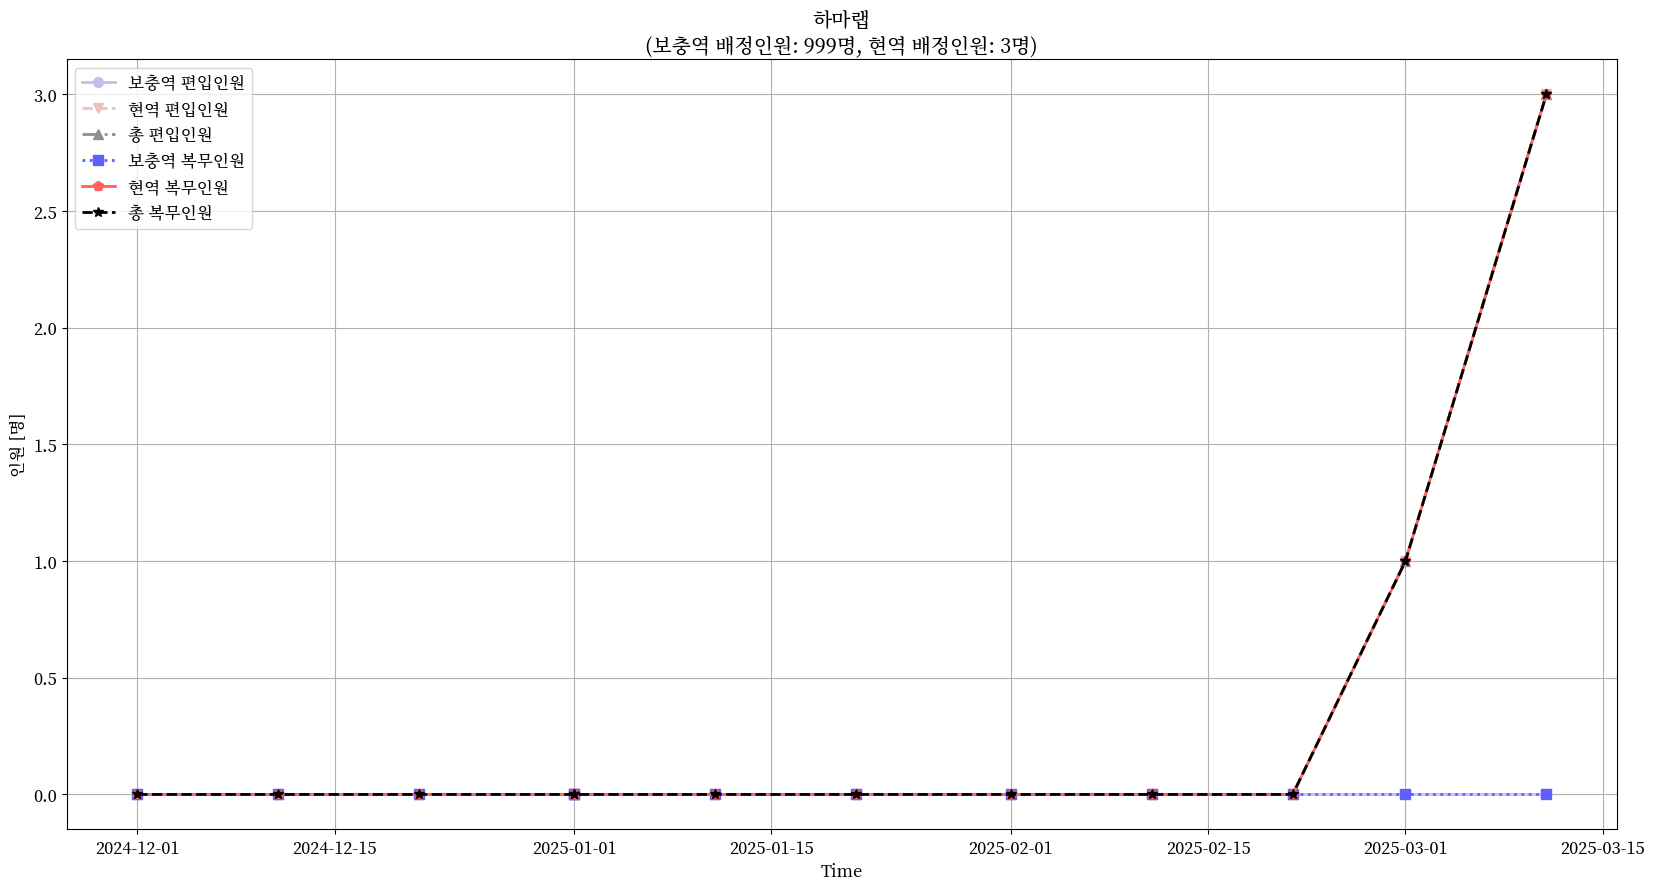 하마랩
(보충역 배정인원: 999명, 현역 배정인원: 3명)
보충역 편입인원
현역 편입인원
총 편입인원
보충역 복무인원
현역 복무인원
총 복무인원
3.0
2.5
2.0
1.5
1.0
0.5
0.0
인원 [명]
2024-12-01
2024-12-15
2025-01-01
2025-01-15
2025-02-01
2025-02-15
2025-03-01
2025-03-15
Time